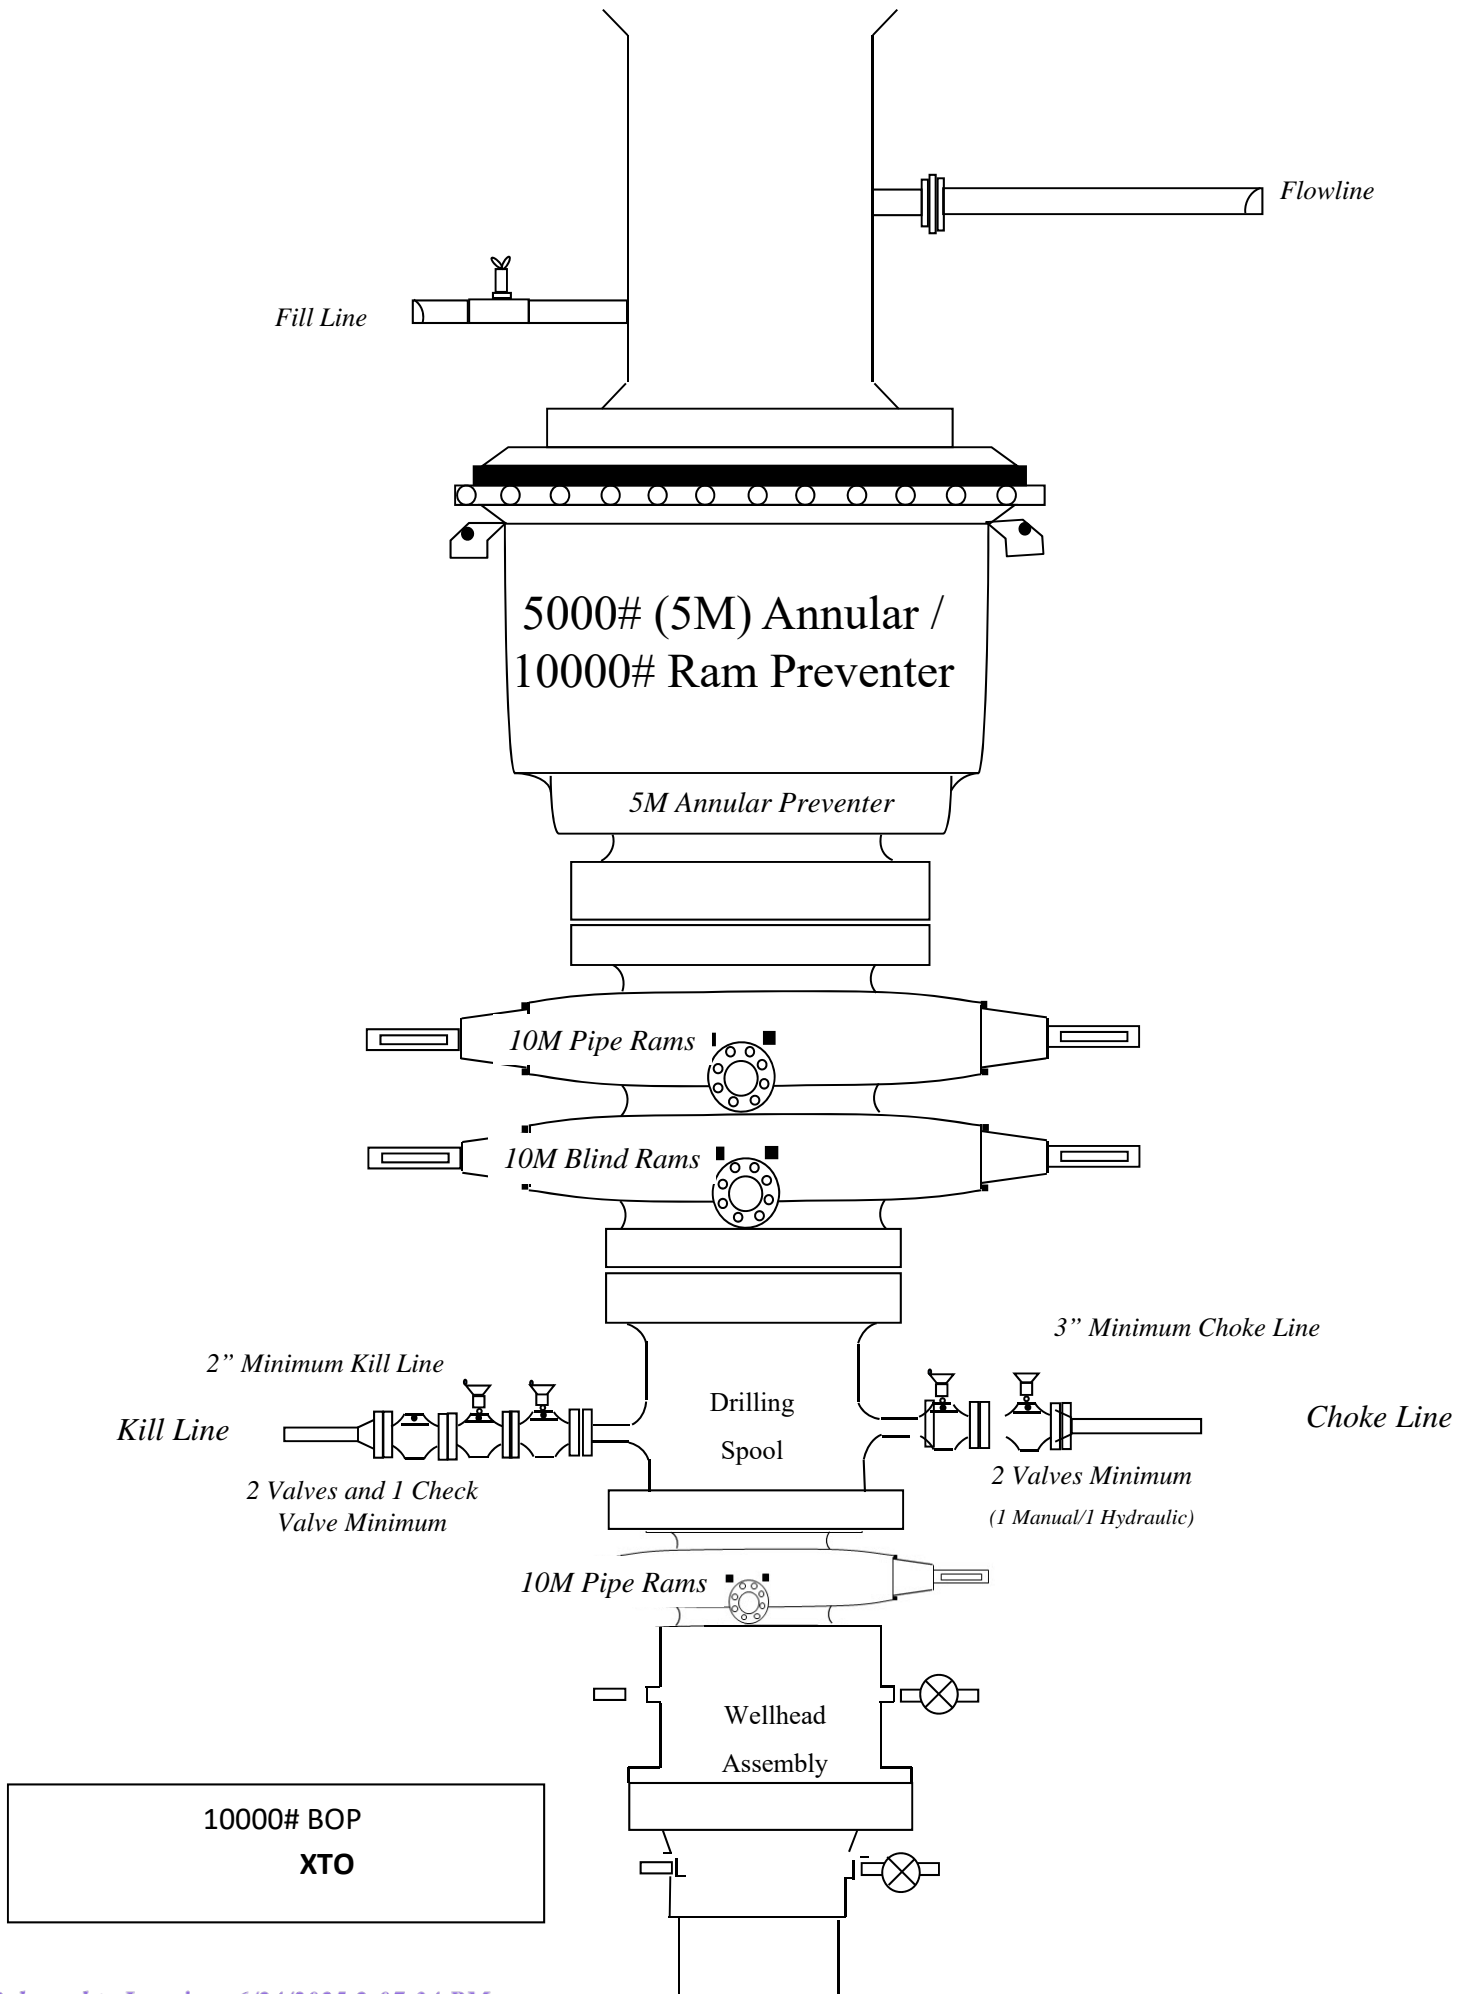 Flowline
Fill Line
5000# (5M) Annular /
10000# Ram Preventer
5M Annular Preventer
10M Pipe Rams
10M Blind Rams
3” Minimum Choke Line
2” Minimum Kill Line
Drilling
Spool
Kill Line
Choke Line
2 Valves and 1 Check
Valve Minimum
2 Valves Minimum
(1 Manual/1 Hydraulic)
10M Pipe Rams
Wellhead
Assembly
10000# BOP
XTO